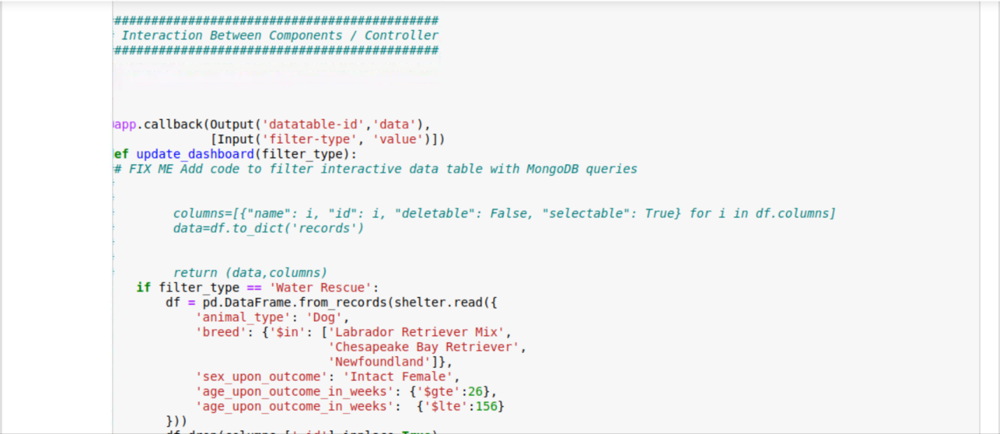 ############################################
# Interaction Between Components / Controller
############################################
app.callback(Output('datatable-id','data'),
             [Input('filter-type', 'value')])
ef update_dashboard(filter_type):
# FIX ME Add code to filter interactive data table with MongoDB queries
#
#
#        columns=[{"name": i, "id": i, "deletable": False, "selectable": True} for i in df.columns]
#        data=df.to_dict('records')
#
#
#        return (data,columns)
   if filter_type == 'Water Rescue':
       df = pd.DataFrame.from_records(shelter.read({
           'animal_type': 'Dog',
           'breed': {'$in': ['Labrador Retriever Mix',
                             'Chesapeake Bay Retriever',
                             'Newfoundland']},
           'sex_upon_outcome': 'Intact Female',
           'age_upon_outcome_in_weeks': {'$gte':26},
           'age_upon_outcome_in_weeks':  {'$lte':156}
       }))